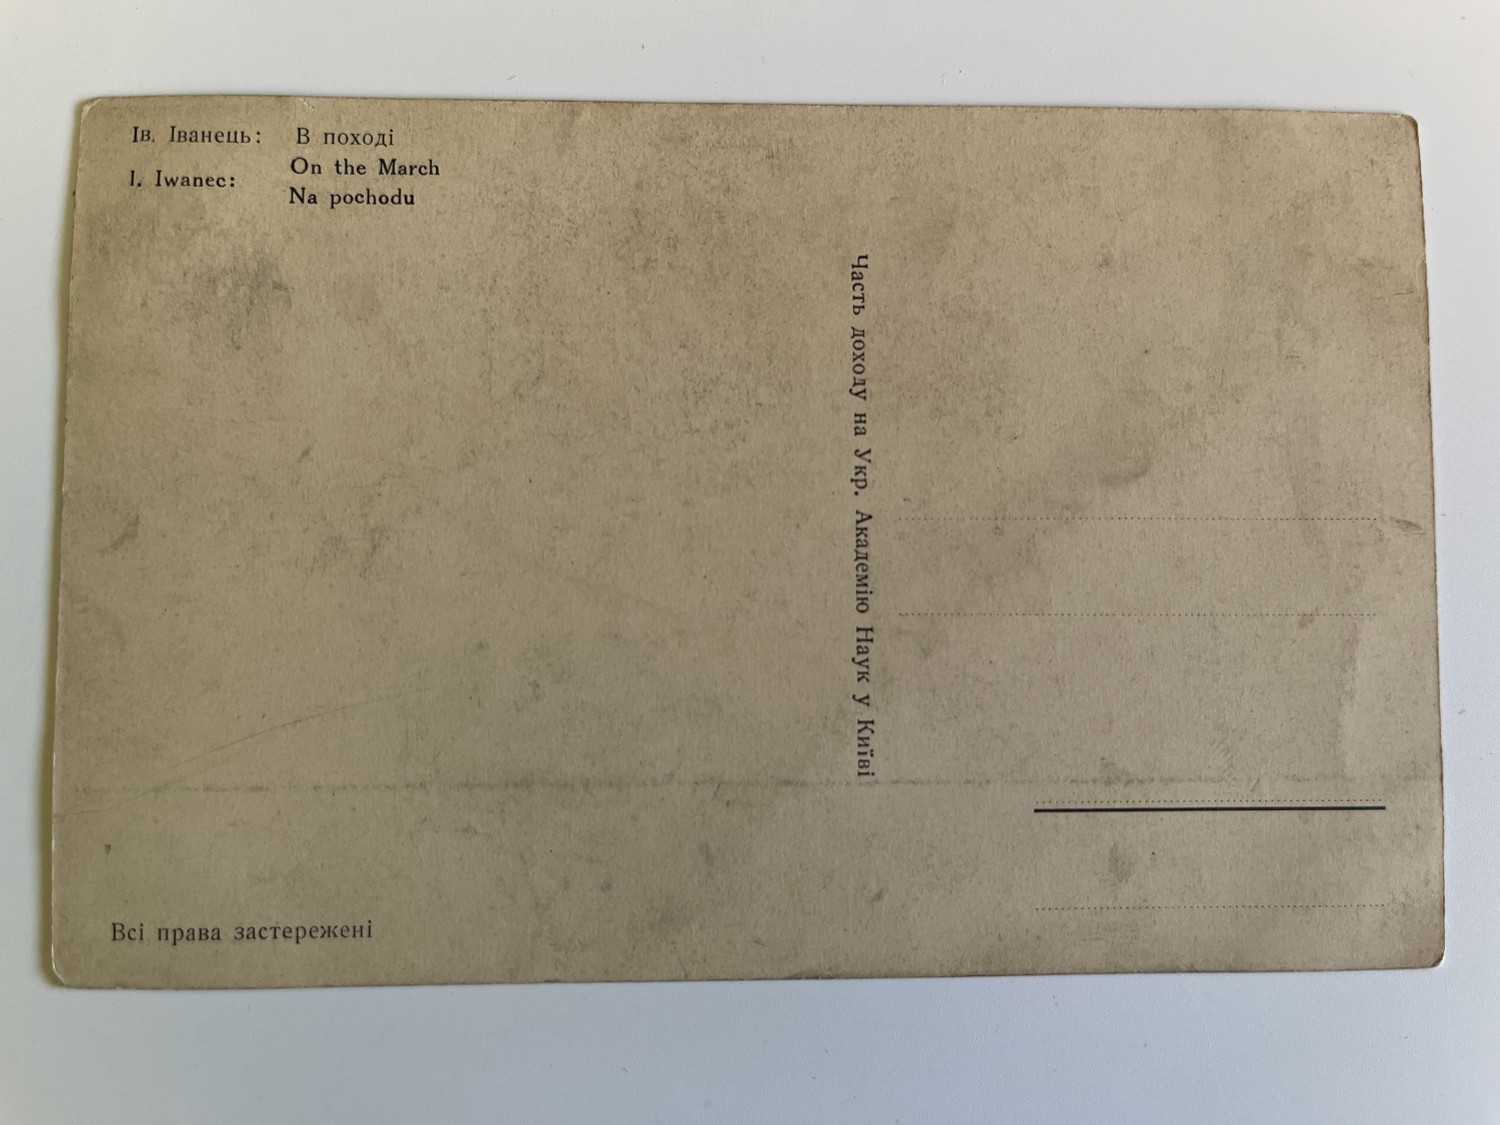 Ів. Іванець: В поході
On the March
I. Iwanec:
Na pochodu
Часть доходу на Укр. Академію Наук у Київі
Всі права застережені